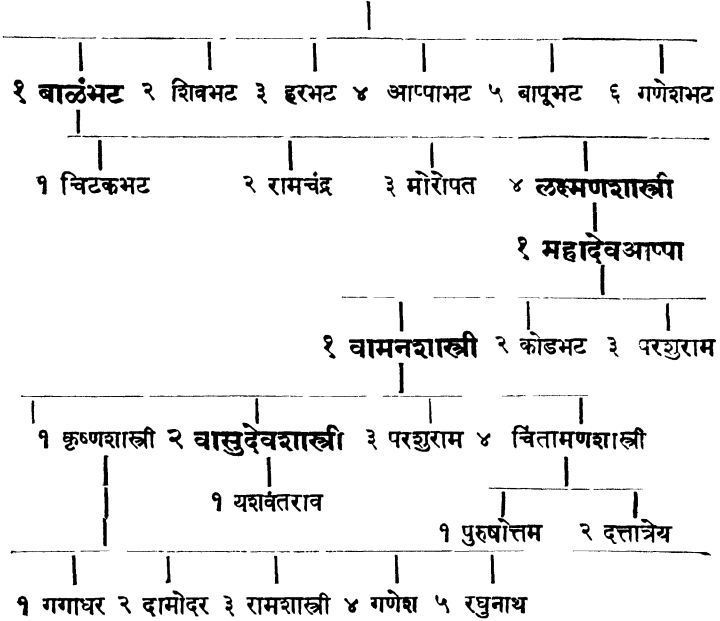 १ बाळंभट २ शिवभट ३ हरभट ४ आप्पाभट ५ बापूभट ६ गणेशभट
१ चिटकभट २ रामचंद्र ३ मोरोपत ४ लक्ष्मणशास्त्री
१ महादेवआप्पा
१ वामनशास्त्री २ कोडभट ३ परशुराम
१ कृष्णशास्त्री २ वासुदेवशास्त्री ३ परशुराम ४ चिंतामणशास्त्री
१ यशवंतराव
१ पुरुषोत्तम २ दत्तात्रेय
१ गगाधर २ दामोदर ३ रामशास्त्री ४ गणेश ५ रघुनाथ